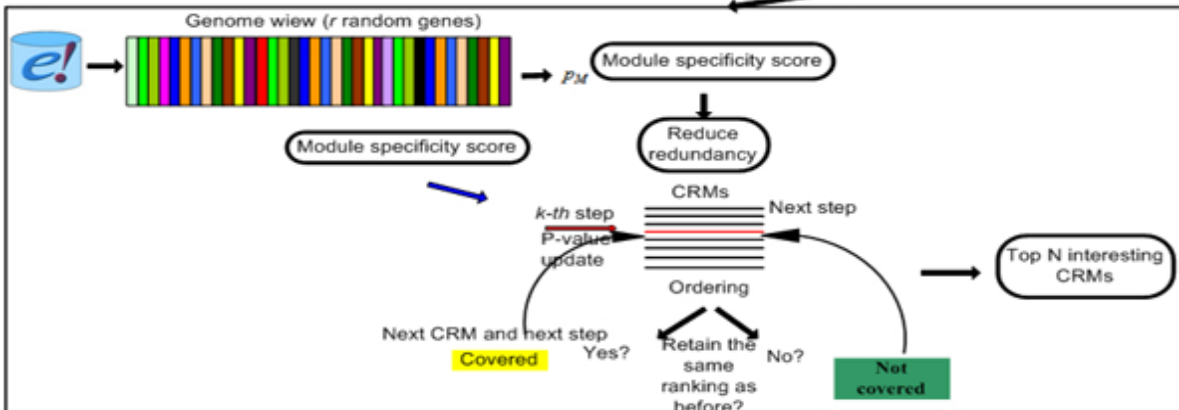 Genome wiew (r random genes)
e!
pM
Module specificity score
Module specificity score
Reduce
redundancy
CRMs
k-th step
Next step
P-value
update
Top N interesting
CRMs
Ordering
Next CRM and next step
Covered
Yes?
Retain the
same
ranking as
before?
No?
Not
covered